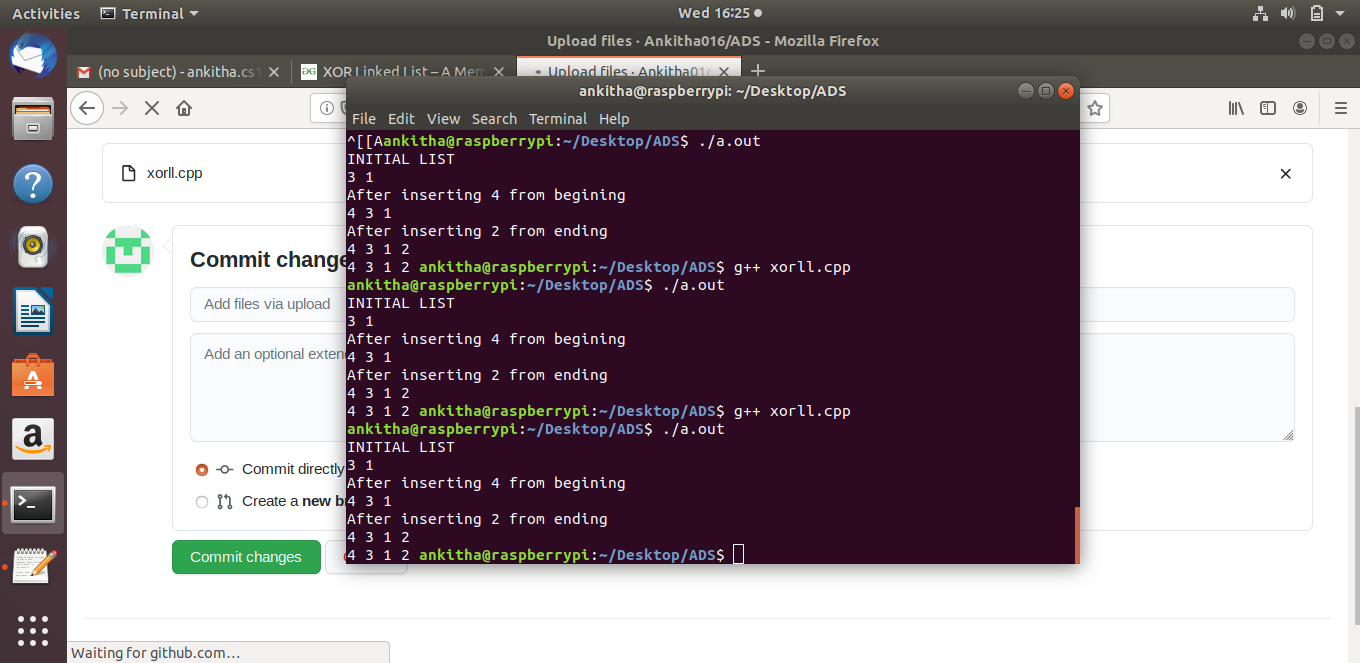 Activities Terminal Wed 16:25
Upload files · Ankitha016/ADS - Mozilla Firefox
(no subject) - ankitha.cs1 XOR Linked List – A Mem Upload files · Ankitha016
ankitha@raspberrypi: ~/Desktop/ADS
File Edit View Search Terminal Help
^[[Aankitha@raspberrypi:~/Desktop/ADS$ ./a.out
INITIAL LIST
3 1
After inserting 4 from begining
4 3 1
After inserting 2 from ending
4 3 1 2
4 3 1 2 ankitha@raspberrypi:~/Desktop/ADS$ g++ xorll.cpp
ankitha@raspberrypi:~/Desktop/ADS$ ./a.out
INITIAL LIST
3 1
After inserting 4 from begining
4 3 1
After inserting 2 from ending
4 3 1 2
4 3 1 2 ankitha@raspberrypi:~/Desktop/ADS$ g++ xorll.cpp
ankitha@raspberrypi:~/Desktop/ADS$ ./a.out
INITIAL LIST
3 1
After inserting 4 from begining
4 3 1
After inserting 2 from ending
4 3 1 2
4 3 1 2 ankitha@raspberrypi:~/Desktop/ADS$
xorll.cpp
Commit change
Add files via upload
Add an optional exten
Commit directly
Create a new b
Commit changes
Waiting for github.com…